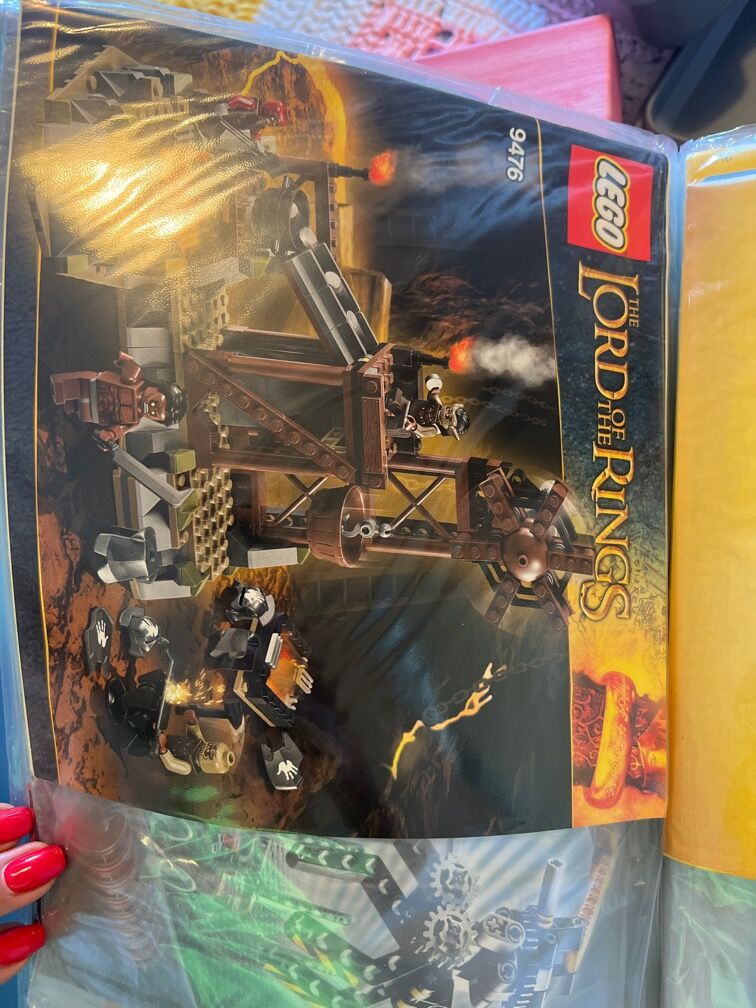 LEGO
THE
LORD OF
THE RINGS
9476